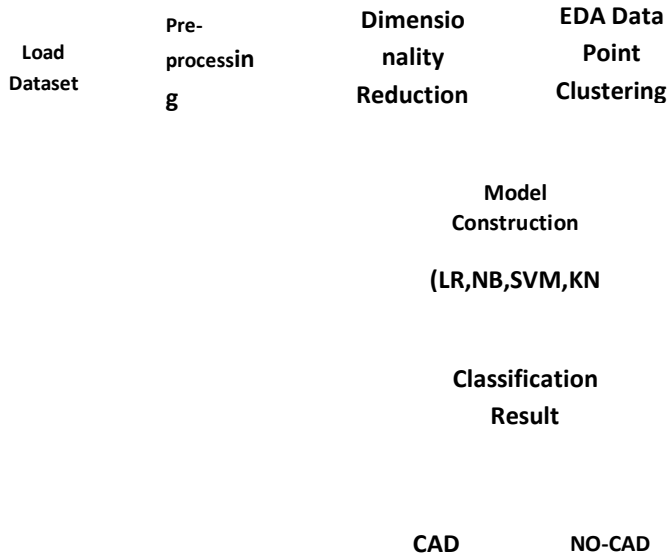 Load
Dataset
Pre-
processin
g
Dimensio
nality
Reduction
EDA Data
Point
Clustering
Model
Construction
(LR,NB,SVM,KN
Classification
Result
CAD
NO-CAD